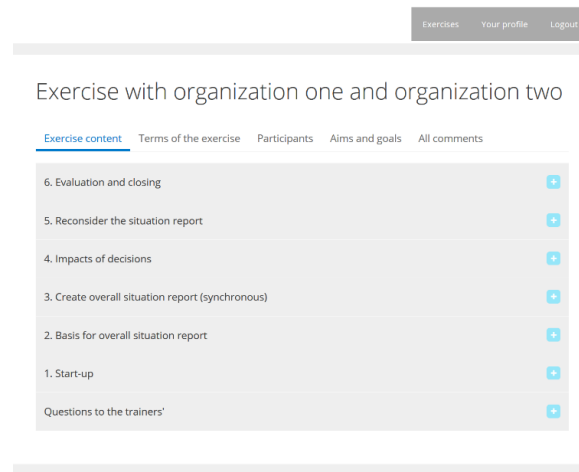 Exercises Your profile Logout
Exercise with organization one and organization two
Exercise content Terms of the exercise Participants Aims and goals All comments
6. Evaluation and closing
5. Reconsider the situation report
4. Impacts of decisions
3. Create overall situation report (synchronous)
2. Basis for overall situation report
1. Start-up
Questions to the trainers'